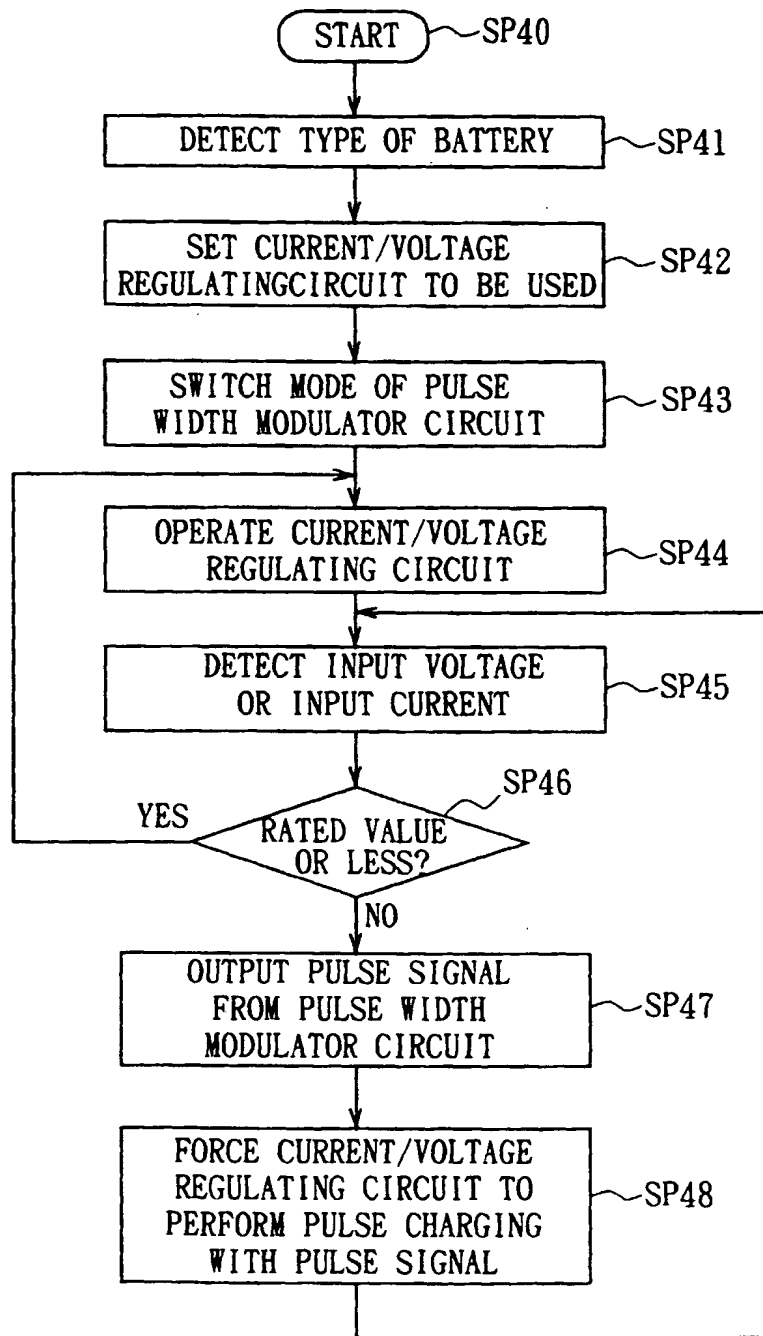 START
SP40
DETECT TYPE OF BATTERY
SP41
SET CURRENT/VOLTAGE
REGULATINGCIRCUIT TO BE USED
SP42
SWITCH MODE OF PULSE
WIDTH MODULATOR CIRCUIT
SP43
OPERATE CURRENT/VOLTAGE
REGULATING CIRCUIT
SP44
DETECT INPUT VOLTAGE
OR INPUT CURRENT
SP45
SP46
YES
RATED VALUE
OR LESS?
NO
OUTPUT PULSE SIGNAL
FROM PULSE WIDTH
MODULATOR CIRCUIT
SP47
FORCE CURRENT/VOLTAGE
REGULATING CIRCUIT TO
PERFORM PULSE CHARGING
WITH PULSE SIGNAL
SP48